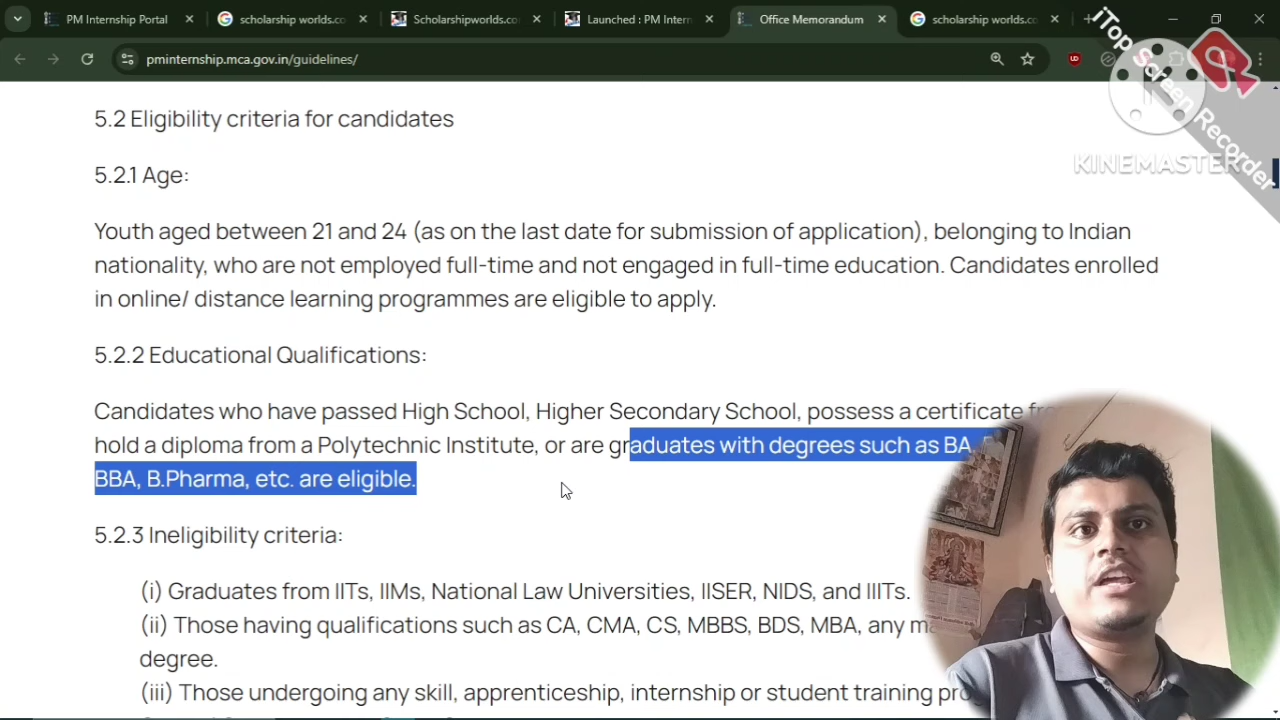 PM Internship Portal
scholarship worlds.co
Scholarshipworlds.co
Launched : PM Intern
Office Memorandum
scholarship worlds.co
pminternship.mca.gov.in/guidelines/
iTop Screen Recorder
KINEMASTER
5.2 Eligibility criteria for candidates
5.2.1 Age:
Youth aged between 21 and 24 (as on the last date for submission of application), belonging to Indian
nationality, who are not employed full-time and not engaged in full-time education. Candidates enrolled
in online/ distance learning programmes are eligible to apply.
5.2.2 Educational Qualifications:
Candidates who have passed High School, Higher Secondary School, possess a certificate
hold a diploma from a Polytechnic Institute, or are graduates with degrees such as BA
BBA, B.Pharma, etc. are eligible.
5.2.3 Ineligibility criteria:
(i) Graduates from IITs, IIMs, National Law Universities, IISER, NIDS, and IIITs.
(ii) Those having qualifications such as CA, CMA, CS, MBBS, BDS, MBA, any
degree.
(iii) Those undergoing any skill, apprenticeship, internship or student training